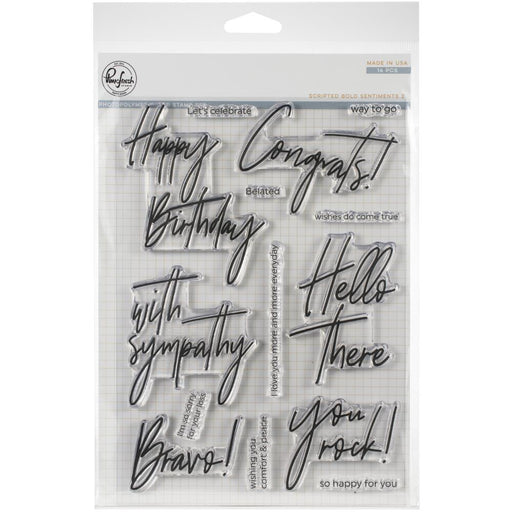 Pinkfresh
MADE IN USA
14 PCS
SCRIPTED BOLD SENTIMENTS 2
Let's celebrate
way to go
Happy
Birthday
Congrats!
Belated
wishes do come true
with
sympathy
I love you more and more everyday
Hello
There
I'm so sorry
for your loss
Bravo!
wishing you
comfort & peace
you
rock!
so happy for you